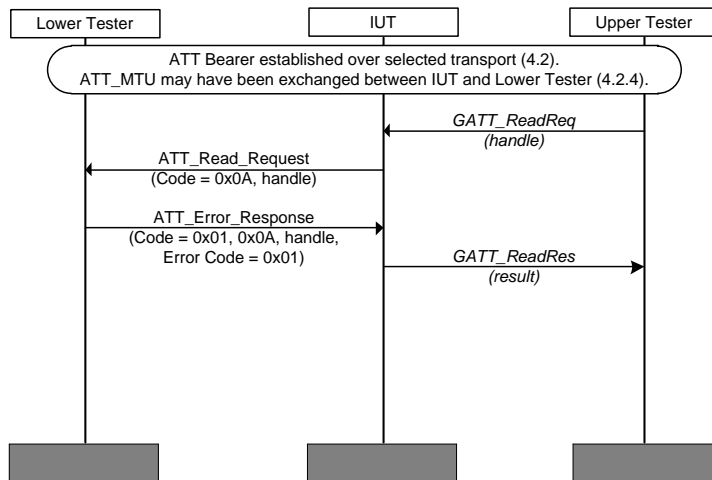 Lower Tester
IUT
Upper Tester
ATT Bearer established over selected transport (4.2).
ATT_MTU may have been exchanged between IUT and Lower Tester (4.2.4).
GATT_ReadReq
(handle)
ATT_Read_Request
(Code = 0x0A, handle)
ATT_Error_Response
(Code = 0x01, 0x0A, handle,
Error Code = 0x01)
GATT_ReadRes
(result)